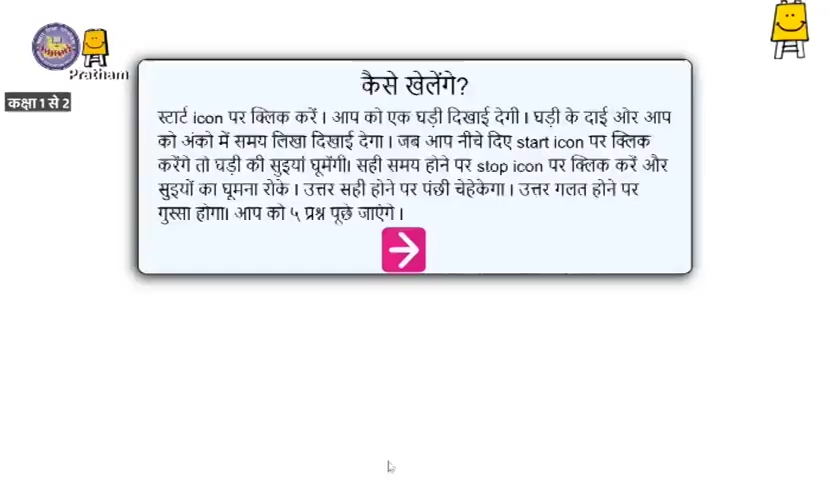 Pratham
कक्षा 1 से 2
कैसे खेलेंगे?
स्टार्ट icon पर क्लिक करें । आप को एक घड़ी दिखाई देगी । घड़ी के दाई ओर आप
को अंको में समय लिखा दिखाई देगा । जब आप नीचे दिए start icon पर क्लिक
करेंगे तो घड़ी की सुइयां घूमेंगी। सही समय होने पर stop icon पर क्लिक करें और
सुइयों का घूमना रोके । उत्तर सही होने पर पंछी चेहेकेगा । उत्तर गलत होने पर
गुस्सा होगा। आप को ५ प्रश्न पूछे जाएंगे ।